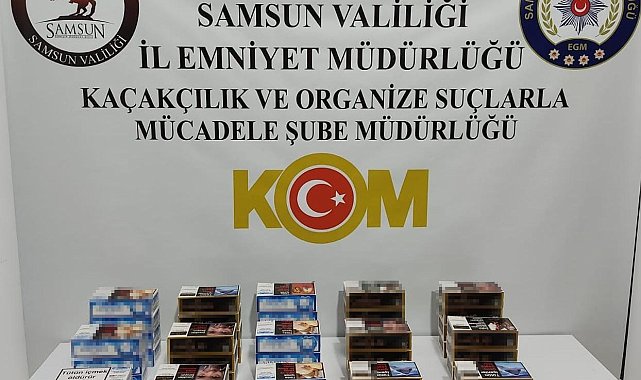 SAMSUN
SAMSUN VALİLİĞİ
SAMSUN VALİLİĞİ
İL EMNİYET MÜDÜRLÜĞÜ
KAÇAKÇILIK VE ORGANİZE SUÇLARLA
MÜCADELE ŞUBE MÜDÜRLÜĞÜ
EGM
KOM
Tütün içmek
öldürür